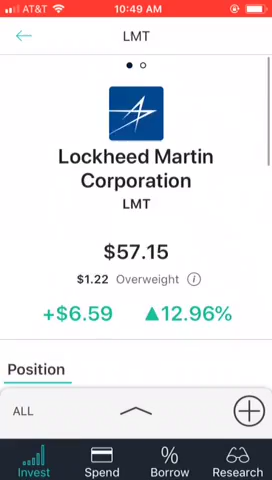 AT&T 10:49 AM
LMT
Lockheed Martin
Corporation
LMT
$57.15
$1.22 Overweight i
+$6.59 ▲12.96%
Position
ALL
Invest Spend Borrow Research